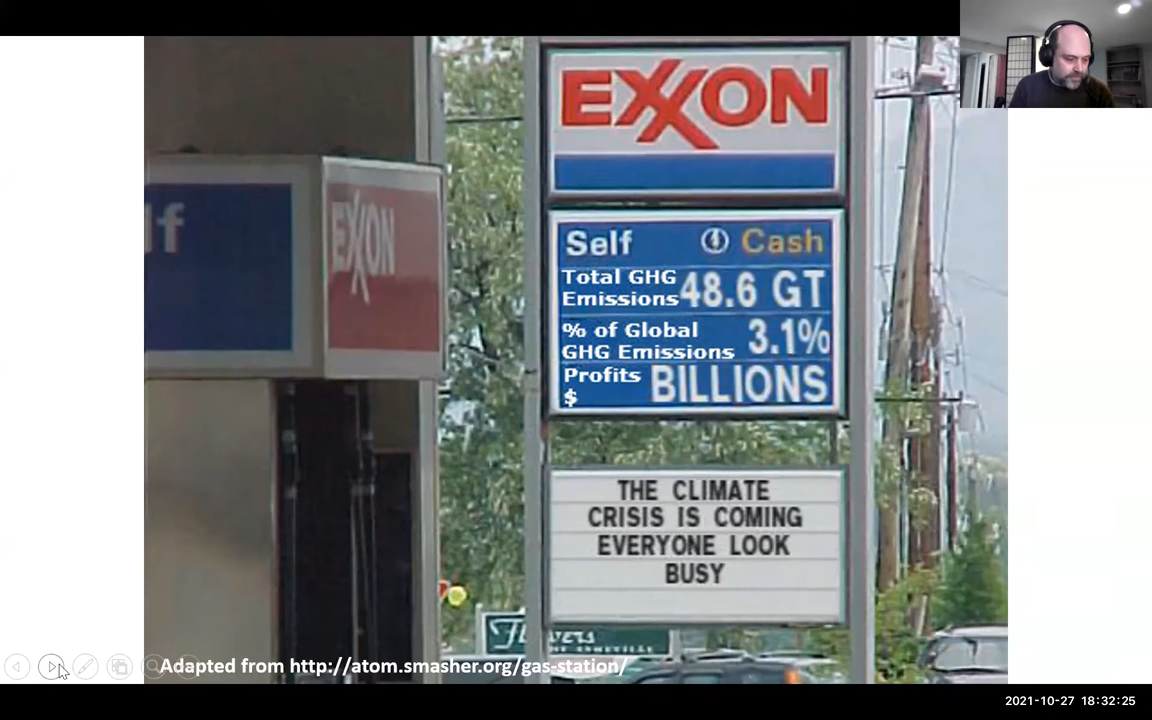 EXXON
lf
EXXON
Self Cash
Total GHG
Emissions 48.6 GT
% of Global
GHG Emissions 3.1%
Profits
$ BILLIONS
THE CLIMATE
CRISIS IS COMING
EVERYONE LOOK
BUSY
Flowers
Adapted from http://atom.smasher.org/gas-station/
2021-10-27 18:32:25